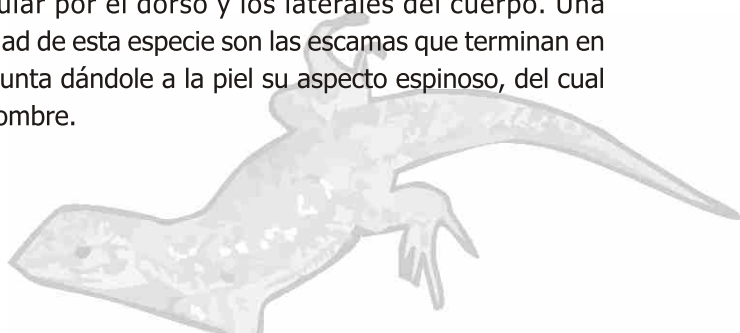 ular por el dorso y los laterales del cuerpo. Una
ad de esta especie son las escamas que terminan en
unta dándole a la piel su aspecto espinoso, del cual
ombre.